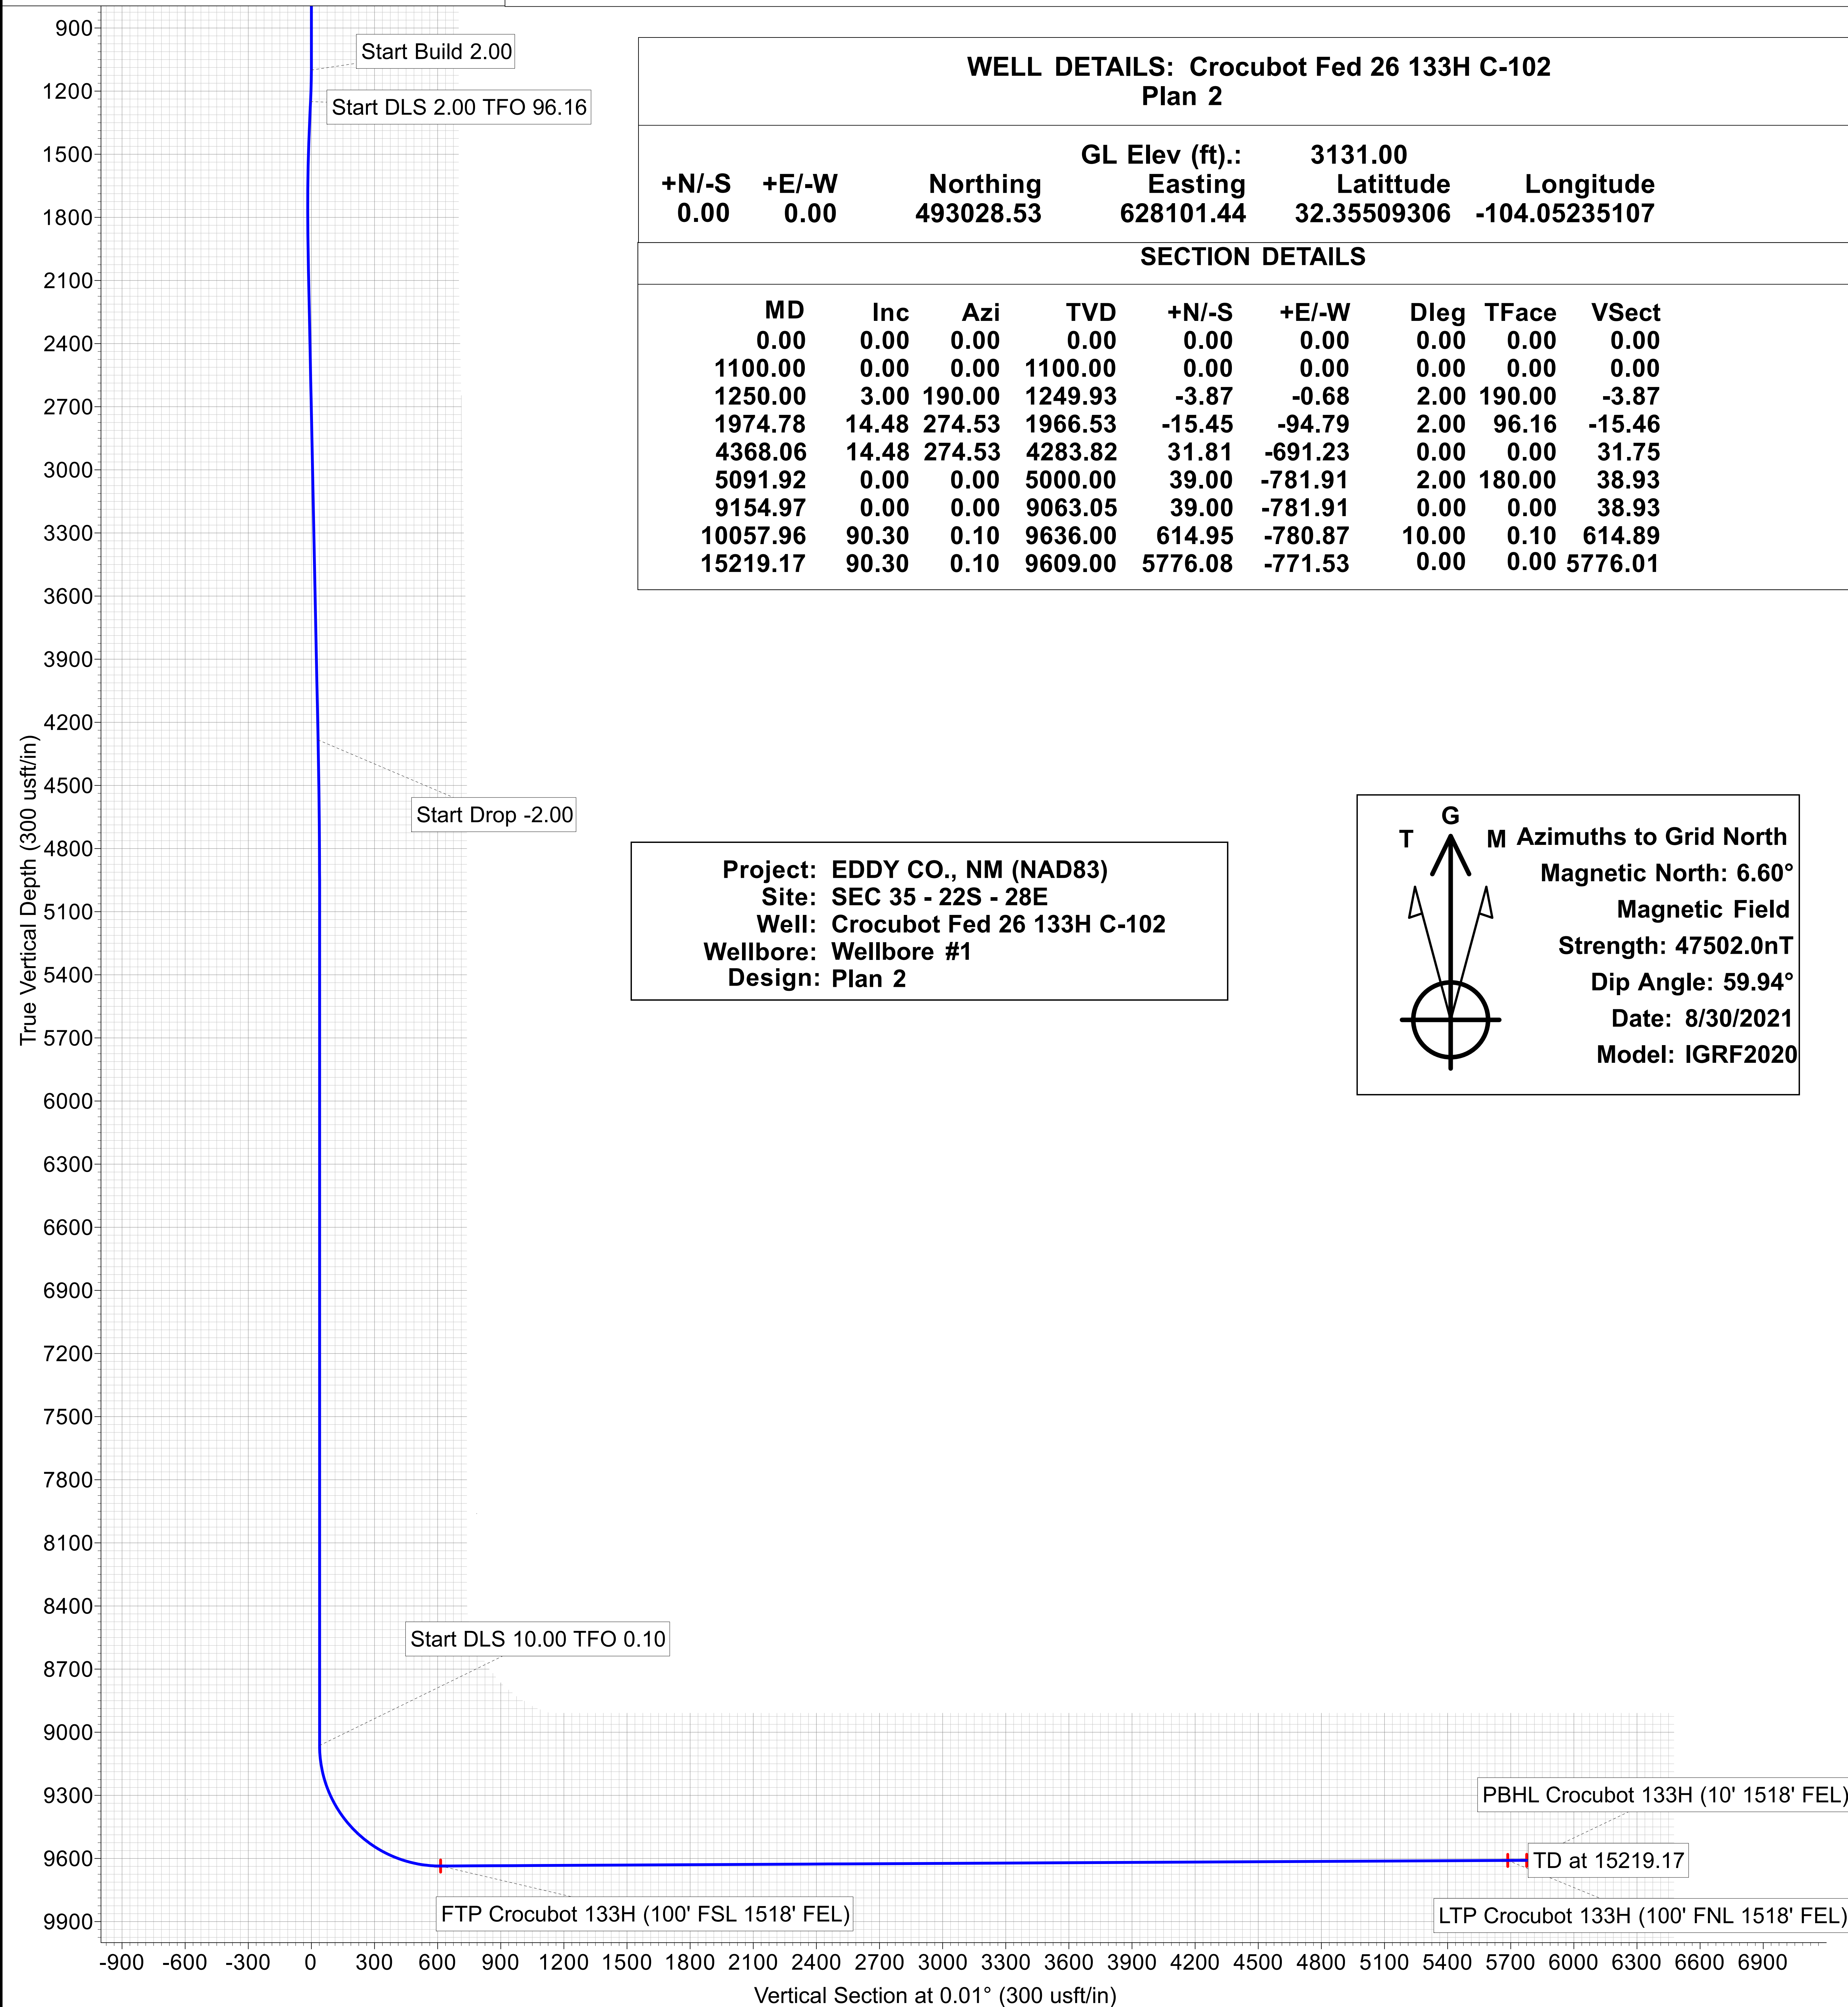 WELL DETAILS: Crocubot Fed 26 133H C-102
Plan 2
GL Elev (ft).: 3131.00
+N/-S +E/-W Northing Easting Latittude Longitude
0.00 0.00 493028.53 628101.44 32.35509306 -104.05235107
SECTION DETAILS
MD Inc Azi TVD +N/-S +E/-W Dleg TFace VSect
0.00 0.00 0.00 0.00 0.00 0.00 0.00 0.00 0.00
1100.00 0.00 0.00 1100.00 0.00 0.00 0.00 0.00 0.00
1250.00 3.00 190.00 1249.93 -3.87 -0.68 2.00 190.00 -3.87
1974.78 14.48 274.53 1966.53 -15.45 -94.79 2.00 96.16 -15.46
4368.06 14.48 274.53 4283.82 31.81 -691.23 0.00 0.00 31.75
5091.92 0.00 0.00 5000.00 39.00 -781.91 2.00 180.00 38.93
9154.97 0.00 0.00 9063.05 39.00 -781.91 0.00 0.00 38.93
10057.96 90.30 0.10 9636.00 614.95 -780.87 10.00 0.10 614.89
15219.17 90.30 0.10 9609.00 5776.08 -771.53 0.00 0.00 5776.01
Project: EDDY CO., NM (NAD83)
Site: SEC 35 - 22S - 28E
Well: Crocubot Fed 26 133H C-102
Wellbore: Wellbore #1
Design: Plan 2
T G M
Azimuths to Grid North
Magnetic North: 6.60°
Magnetic Field
Strength: 47502.0nT
Dip Angle: 59.94°
Date: 8/30/2021
Model: IGRF2020
True Vertical Depth (300 usft/in)
900
1200
1500
1800
2100
2400
2700
3000
3300
3600
3900
4200
4500
4800
5100
5400
5700
6000
6300
6600
6900
7200
7500
7800
8100
8400
8700
9000
9300
9600
9900
Start Build 2.00
Start DLS 2.00 TFO 96.16
Start Drop -2.00
Start DLS 10.00 TFO 0.10
PBHL Crocubot 133H (10' 1518' FEL)
TD at 15219.17
FTP Crocubot 133H (100' FSL 1518' FEL)
LTP Crocubot 133H (100' FNL 1518' FEL)
-900 -600 -300 0 300 600 900 1200 1500 1800 2100 2400 2700 3000 3300 3600 3900 4200 4500 4800 5100 5400 5700 6000 6300 6600 6900
Vertical Section at 0.01° (300 usft/in)